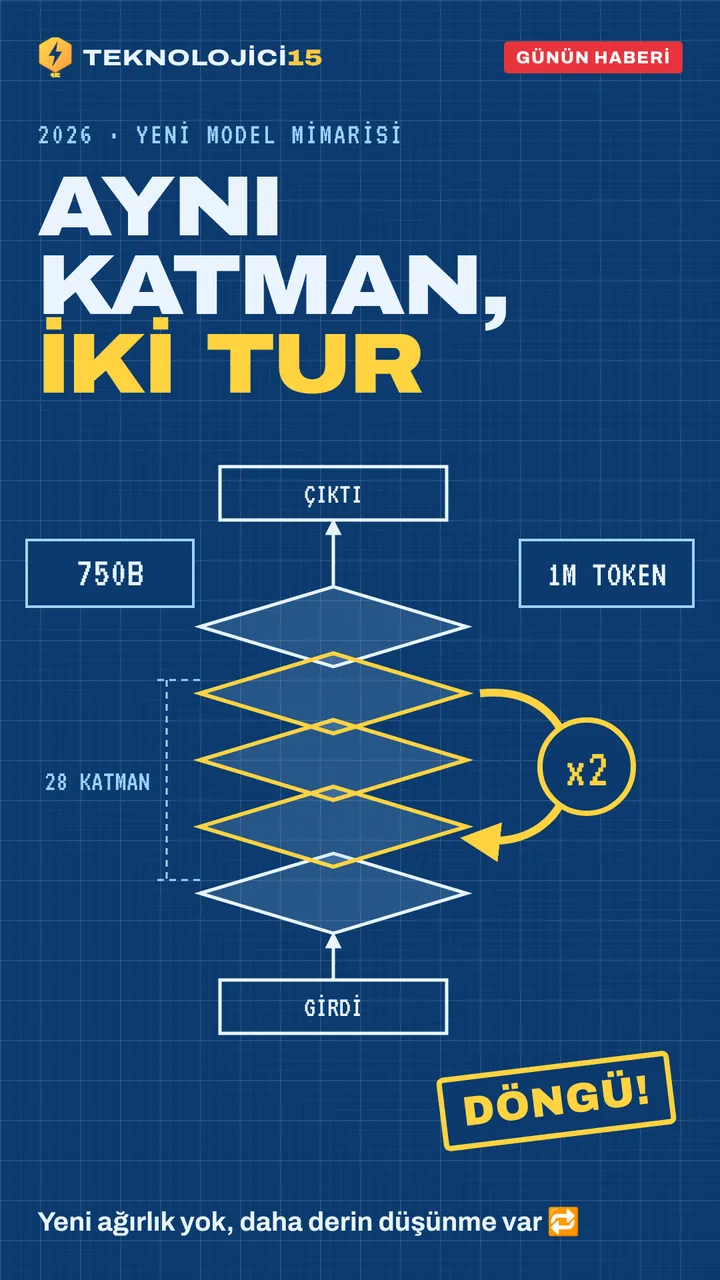 TEKNOLOJİCİ15
GÜNÜN HABERİ
2026 · YENİ MODEL MİMARİSİ
AYNI
KATMAN,
İKİ TUR
ÇIKTI
750B
1M TOKEN
28 KATMAN
x2
GİRDİ
DÖNGÜ!
Yeni ağırlık yok, daha derin düşünme var 🔁